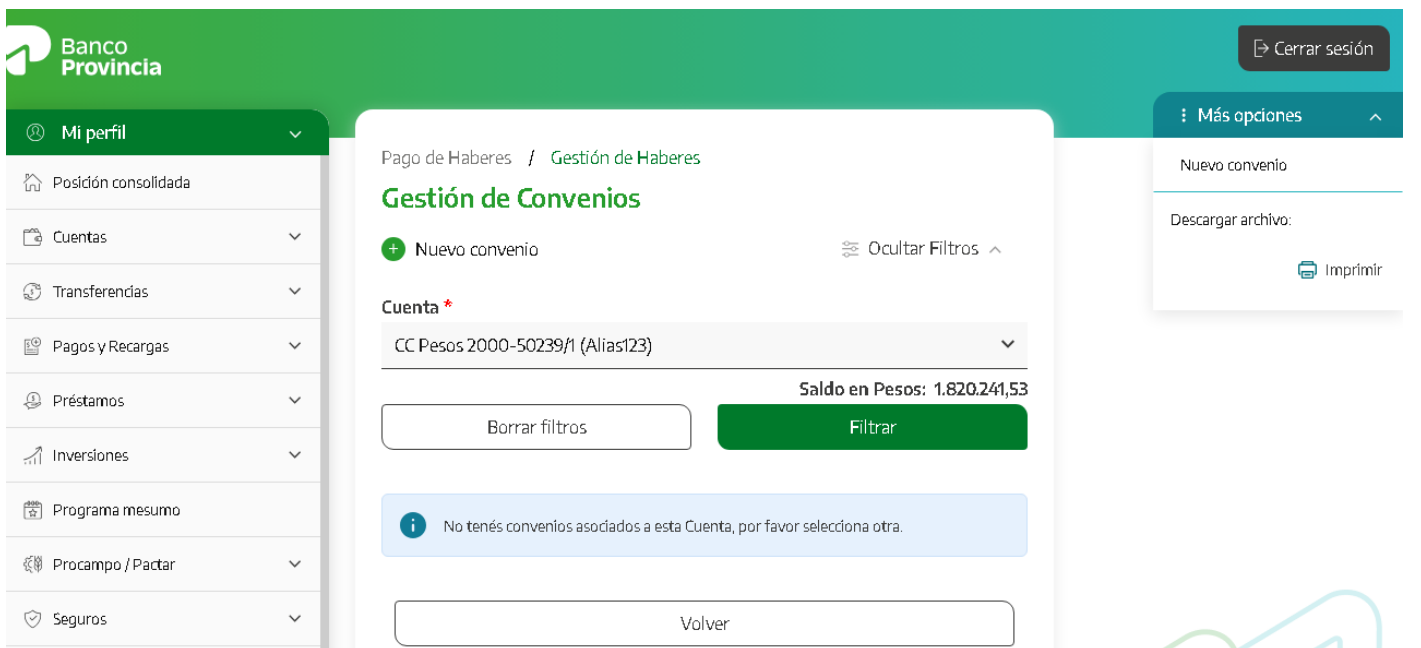 Banco
Provincia
Cerrar sesión
Mi perfil
Posición consolidada
Cuentas
Transferencias
Pagos y Recargas
Préstamos
Inversiones
Programa mesumo
Procampo / Pactar
Seguros
Pago de Haberes / Gestión de Haberes
Gestión de Convenios
Nuevo convenio
Ocultar Filtros
Cuenta *
CC Pesos 2000-50239/1 (Alias123)
Saldo en Pesos: 1.820.241,53
Borrar filtros
Filtrar
No tenés convenios asociados a esta Cuenta, por favor selecciona otra.
Volver
Más opciones
Nuevo convenio
Descargar archivo:
Imprimir